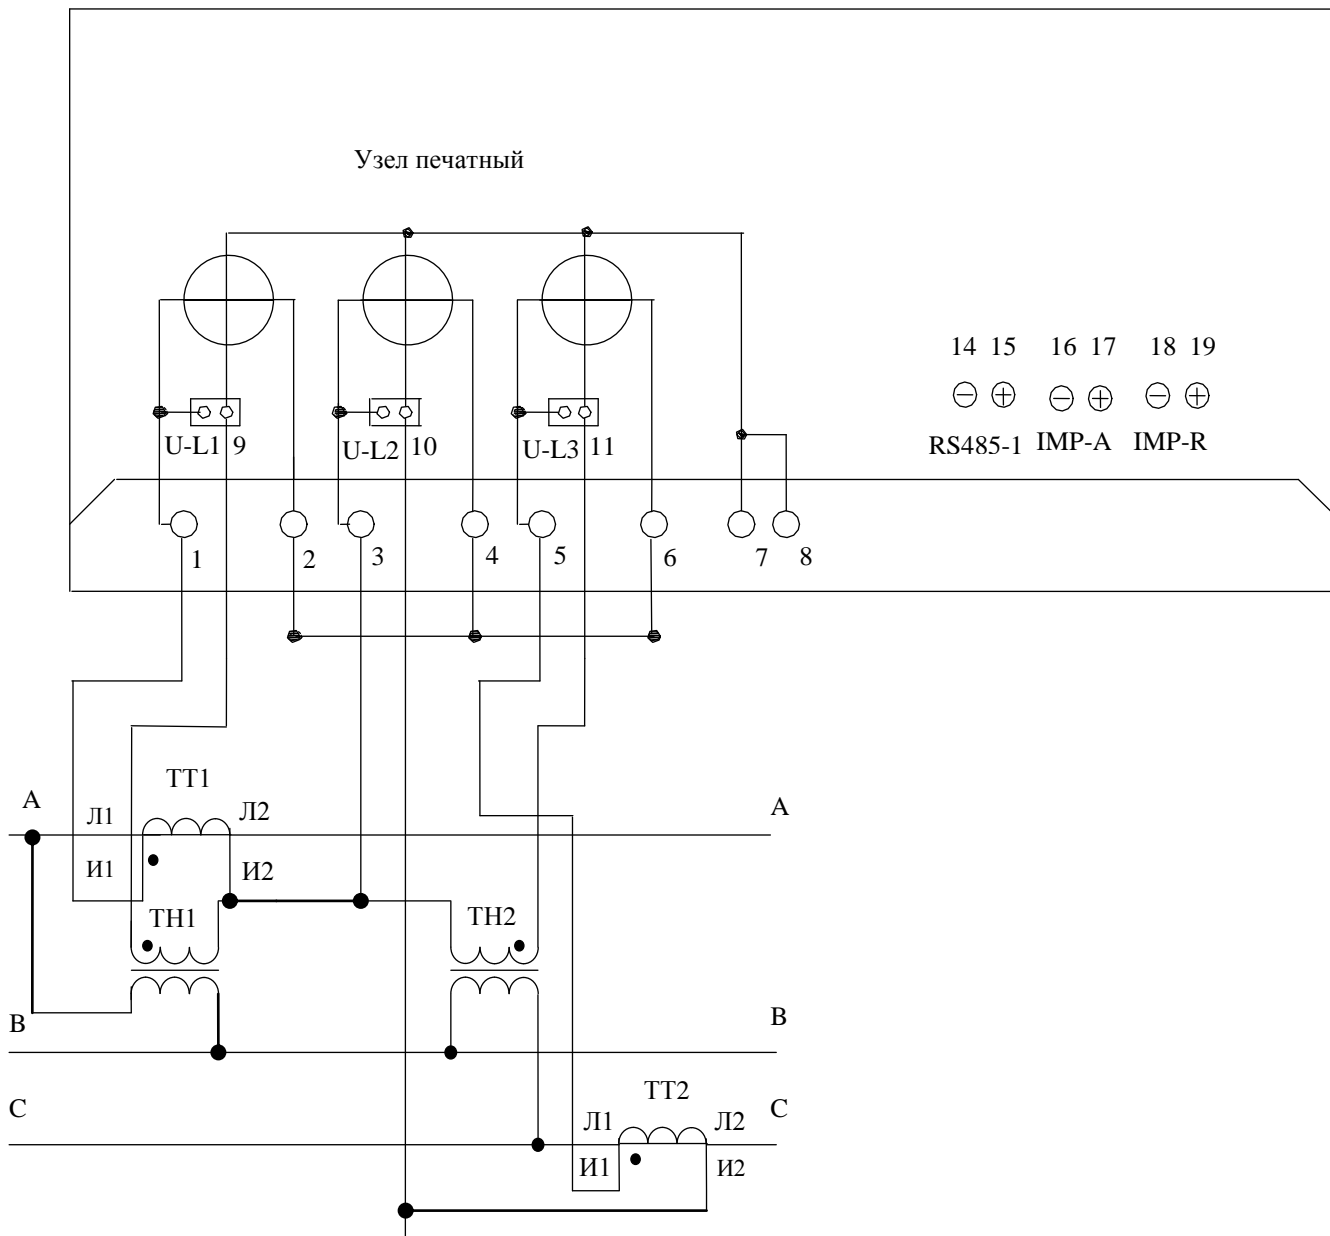 Узел печатный
14 15 16 17 18 19
U-L1 9 U-L2 10 U-L3 11 RS485-1 IMP-A IMP-R
1 2 3 4 5 6 7 8
ТТ1
А Л1 Л2 А
И1 И2
ТН1 ТН2
В В
ТТ2
С Л1 Л2 С
И1 И2